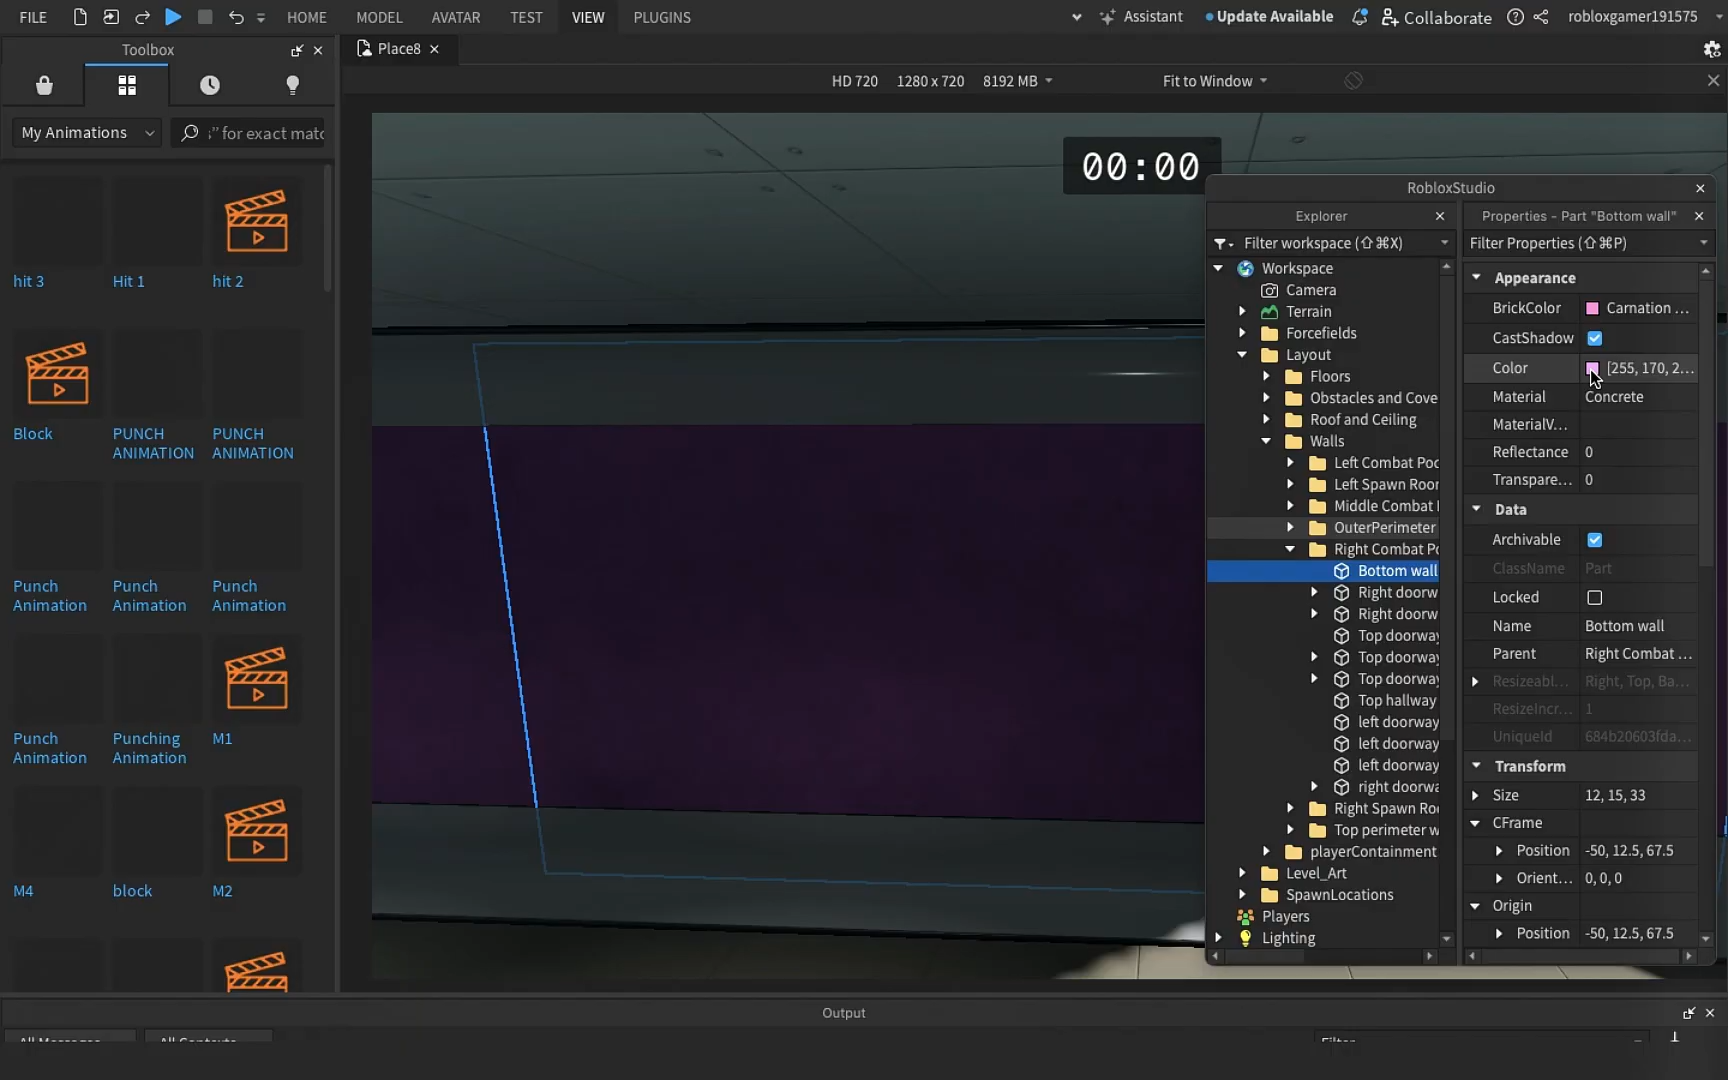 FILE HOME MODEL AVATAR TEST VIEW PLUGINS Assistant Update Available Collaborate robloxgamer191575
Toolbox
Place8
HD 720 1280 x 720 8192 MB Fit to Window
My Animations
;" for exact matc
hit 3 Hit 1 hit 2
Block PUNCH ANIMATION PUNCH ANIMATION
Punch Animation Punch Animation Punch Animation
Punch Animation Punching Animation M1
M4 block M2
00:00
RobloxStudio
Explorer
Filter workspace (⇧⌘X)
Workspace
Camera
Terrain
Forcefields
Layout
Floors
Obstacles and Cove
Roof and Ceiling
Walls
Left Combat Poc
Left Spawn Roor
Middle Combat
OuterPerimeter
Right Combat Pc
Bottom wall
Right doorw
Right doorw
Top doorway
Top doorway
Top doorway
Top hallway
left doorway
left doorway
left doorway
right doorwa
Right Spawn Roo
Top perimeter w
playerContainment
Level_Art
SpawnLocations
Players
Lighting
Properties - Part "Bottom wall"
Filter Properties (⇧⌘P)
Appearance
BrickColor Carnation ...
CastShadow
Color [255, 170, 2...
Material Concrete
MaterialV...
Reflectance 0
Transpare... 0
Data
Archivable
ClassName Part
Locked
Name Bottom wall
Parent Right Combat ...
Resizeabl... Right, Top, Ba...
ResizeIncr... 1
UniqueId 684b20603fda...
Transform
Size 12, 15, 33
CFrame
Position -50, 12.5, 67.5
Orient... 0, 0, 0
Origin
Position -50, 12.5, 67.5
Output
All Messages All Contexts Filter